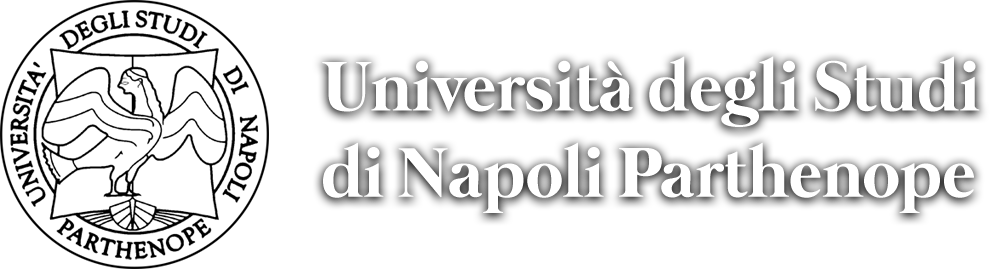 UNIVERSITA' DEGLI STUDI DI NAPOLI
PARTHENOPE
Università degli Studi
di Napoli Parthenope